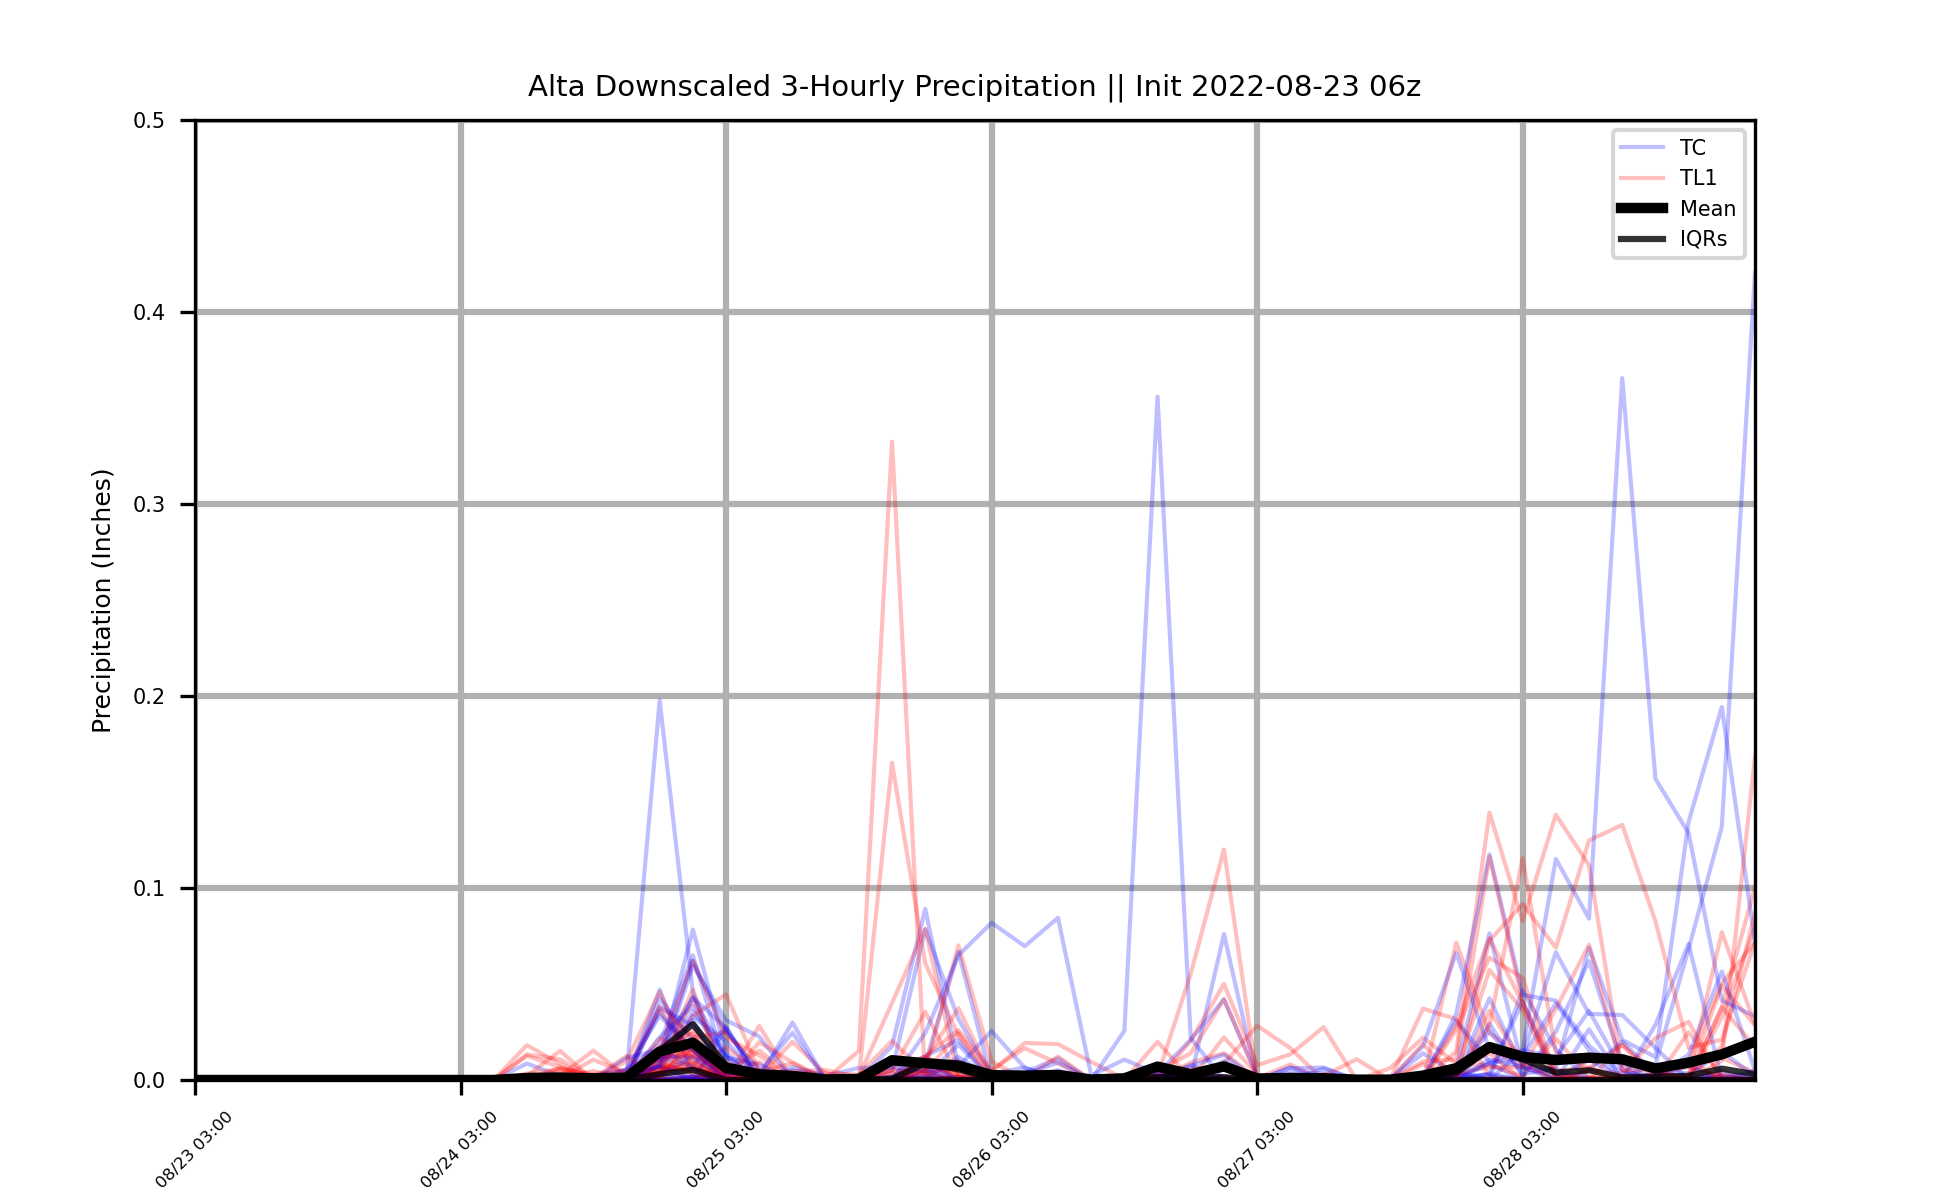 Alta Downscaled 3-Hourly Precipitation || Init 2022-08-23 06z
TC
TL1
Mean
IQRs
Precipitation (Inches)
0.5
0.4
0.3
0.2
0.1
0.0
08/23 03:00
08/24 03:00
08/25 03:00
08/26 03:00
08/27 03:00
08/28 03:00